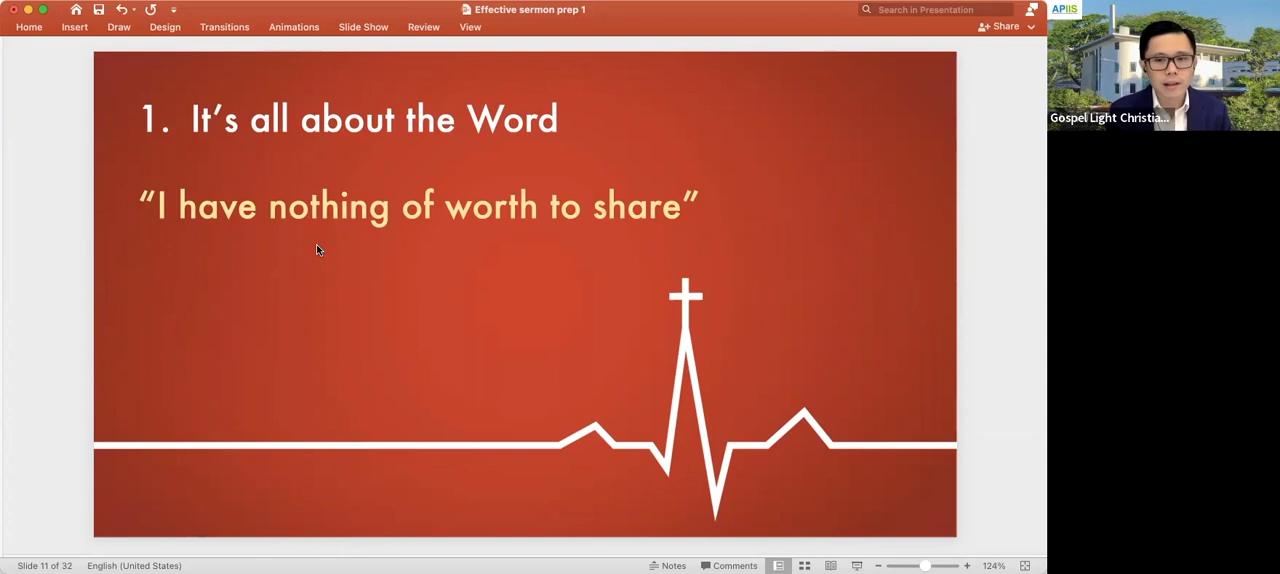 Effective sermon prep 1
Search in Presentation
Home Insert Draw Design Transitions Animations Slide Show Review View Share
1. It's all about the Word
“I have nothing of worth to share”
APIIS
Gospel Light Christia...
Slide 11 of 32 English (United States) Notes Comments 124%